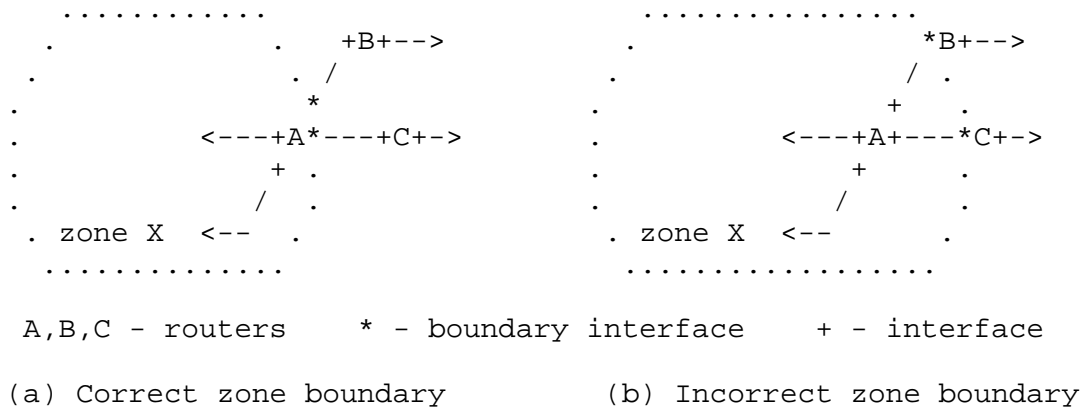 ............ ................
. . +B+--> . *B+-->
. . / . / .
. * . + .
. <---+A*----+C+-> . <---+A+---*C+->
. + . . + .
. / . . / .
. zone X <-- . . zone X <-- .
.............. ..................
A,B,C - routers * - boundary interface + - interface
(a) Correct zone boundary (b) Incorrect zone boundary